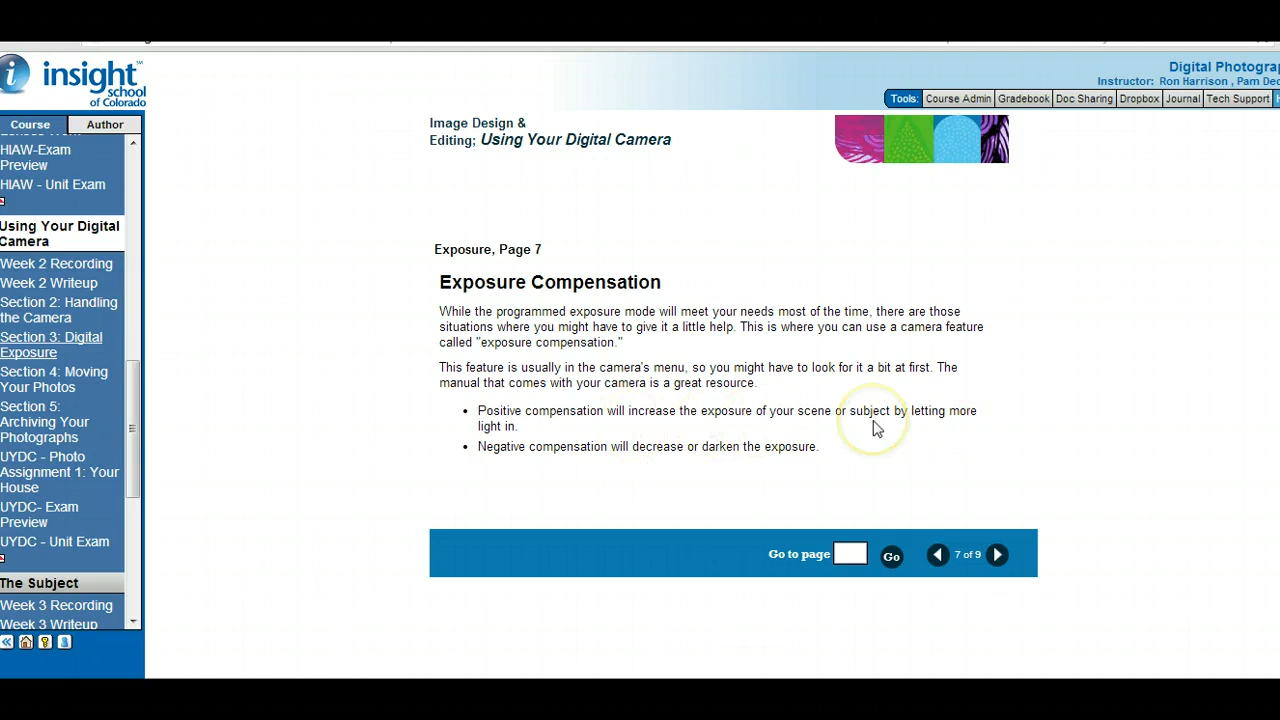 insight
school
of Colorado
Digital
Instructor: Ron Harrison , Pam
Tools: Course Admin Gradebook Doc Sharing Dropbox Journal Tech Support
Course Author
HIAW-Exam
Preview
HIAW - Unit Exam
Using Your Digital
Camera
Week 2 Recording
Week 2 Writeup
Section 2: Handling
the Camera
Section 3: Digital
Exposure
Section 4: Moving
Your Photos
Section 5:
Archiving Your
Photographs
UYDC - Photo
Assignment 1: Your
House
UYDC- Exam
Preview
UYDC - Unit Exam
The Subject
Week 3 Recording
Week 3 Writeup
Image Design &
Editing; Using Your Digital Camera
Exposure, Page 7
Exposure Compensation
While the programmed exposure mode will meet your needs most of the time, there are those
situations where you might have to give it a little help. This is where you can use a camera feature
called "exposure compensation."
This feature is usually in the camera's menu, so you might have to look for it a bit at first. The
manual that comes with your camera is a great resource.
• Positive compensation will increase the exposure of your scene or subject by letting more
light in.
• Negative compensation will decrease or darken the exposure.
Go to page Go 7 of 9